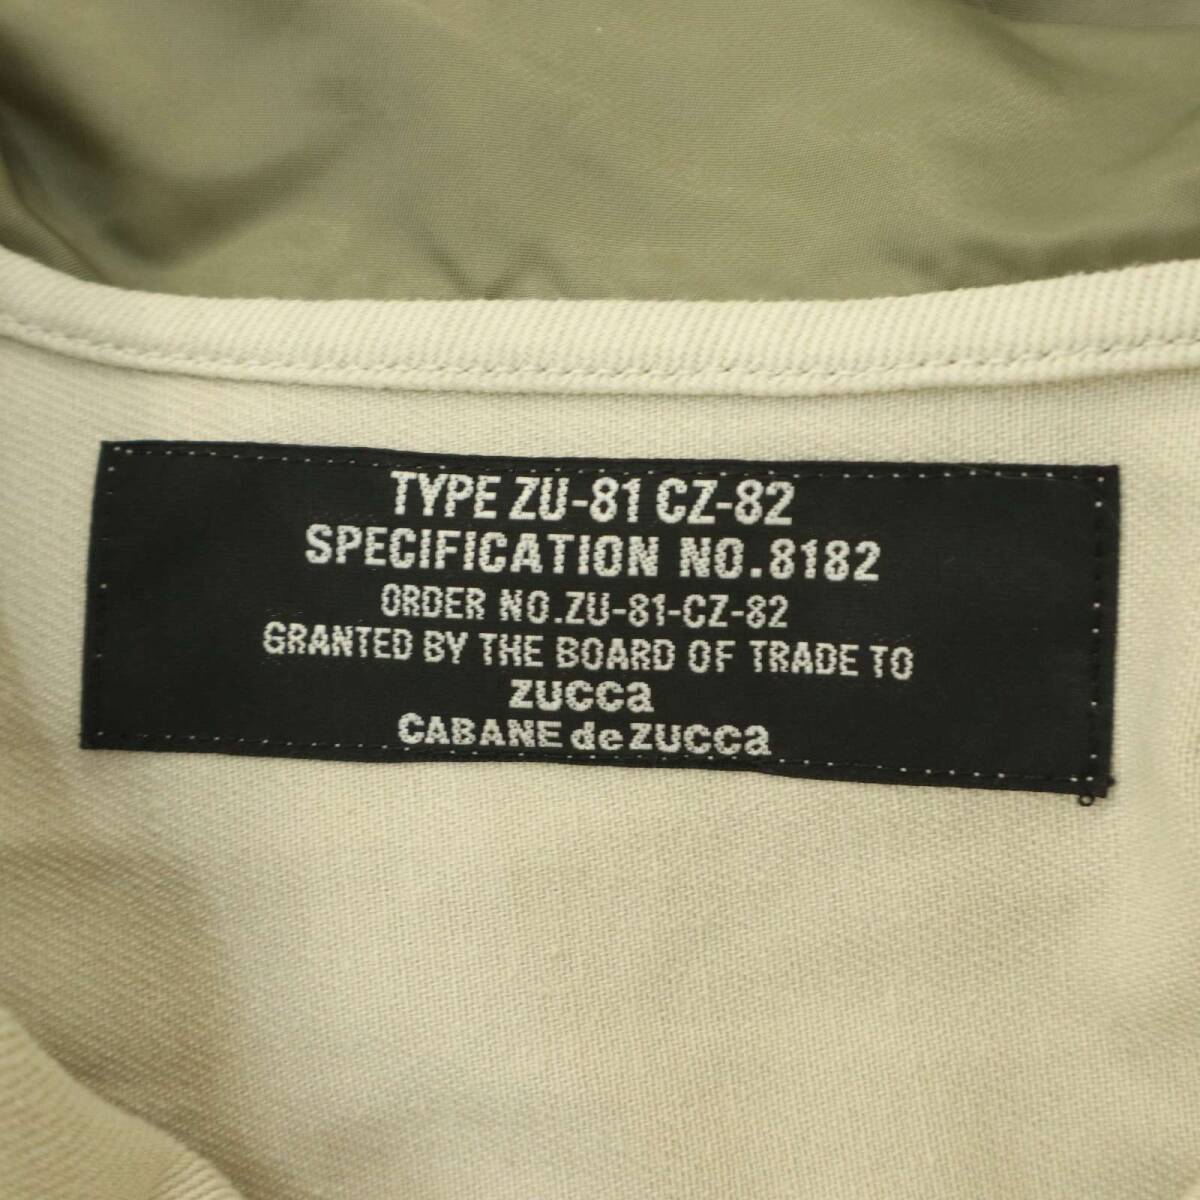 TYPE ZU-81 CZ-82
SPECIFICATION NO.8182
ORDER NO.ZU-81-CZ-82
GRANTED BY THE BOARD OF TRADE TO
zucca
CABANE de zucca